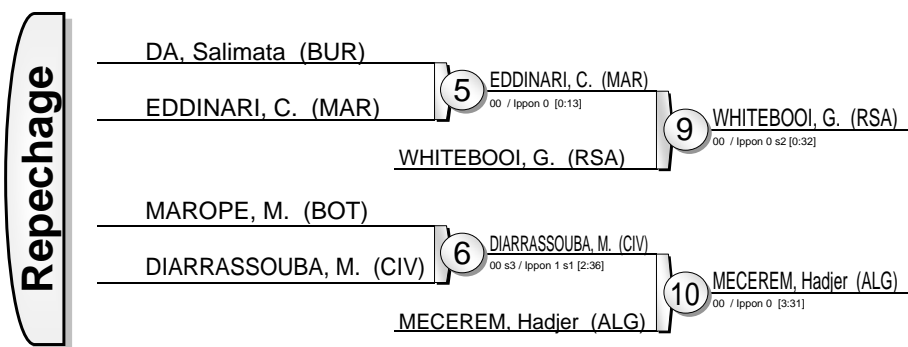 Repechage
DA, Salimata (BUR)
EDDINARI, C. (MAR)
5
EDDINARI, C. (MAR)
00 / Ippon 0 [0:13]
WHITEBOOI, G. (RSA)
9
WHITEBOOI, G. (RSA)
00 / Ippon 0 s2 [0:32]
MAROPE, M. (BOT)
DIARRASSOUBA, M. (CIV)
6
DIARRASSOUBA, M. (CIV)
00 s3 / Ippon 1 s1 [2:36]
MECEREM, Hadjer (ALG)
10
MECEREM, Hadjer (ALG)
00 / Ippon 0 [3:31]